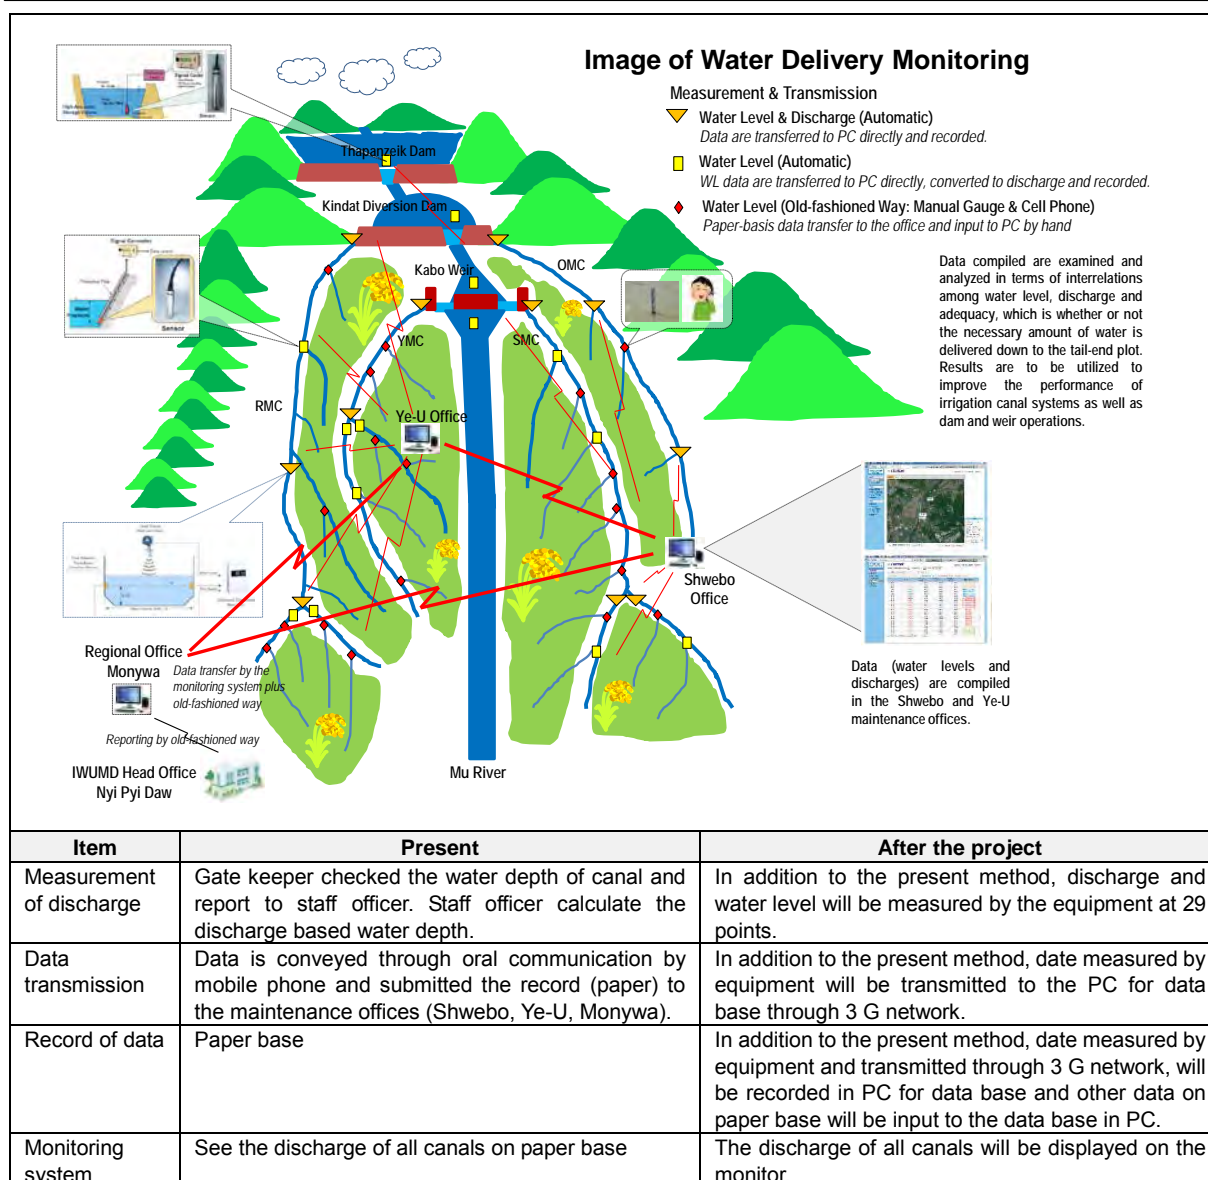 Image of Water Delivery Monitoring
Measurement & Transmission
Water Level & Discharge (Automatic)
Data are transferred to PC directly and recorded.
Water Level (Automatic)
WL data are transferred to PC directly, converted to discharge and recorded.
Water Level (Old-fashioned Way: Manual Gauge & Cell Phone)
Paper-basis data transfer to the office and input to PC by hand
Thapanzeik Dam
Kindat Diversion Dam
Kabo Weir
OMC
YMC
SMC
RMC
Sensor
Ye-U Office
Data compiled are examined and
analyzed in terms of interrelations
among water level, discharge and
adequacy, which is whether or not
the necessary amount of water is
delivered down to the tail-end plot.
Results are to be utilized to
improve the performance of
irrigation canal systems as well as
dam and weir operations.
Shwebo
Office
Regional Office
Monywa
Data transfer by the
monitoring system plus
old-fashioned way
Reporting by old-fashioned way
IWUMD Head Office
Nyi Pyi Daw
Mu River
Data (water levels and
discharges) are compiled
in the Shwebo and Ye-U
maintenance offices.
Item Present After the project
Measurement
of discharge
Gate keeper checked the water depth of canal and
report to staff officer. Staff officer calculate the
discharge based water depth.
In addition to the present method, discharge and
water level will be measured by the equipment at 29
points.
Data
transmission
Data is conveyed through oral communication by
mobile phone and submitted the record (paper) to
the maintenance offices (Shwebo, Ye-U, Monywa).
In addition to the present method, date measured by
equipment will be transmitted to the PC for data
base through 3 G network.
Record of data
Paper base
In addition to the present method, date measured by
equipment and transmitted through 3 G network, will
be recorded in PC for data base and other data on
paper base will be input to the data base in PC.
Monitoring
system
See the discharge of all canals on paper base
The discharge of all canals will be displayed on the
monitor